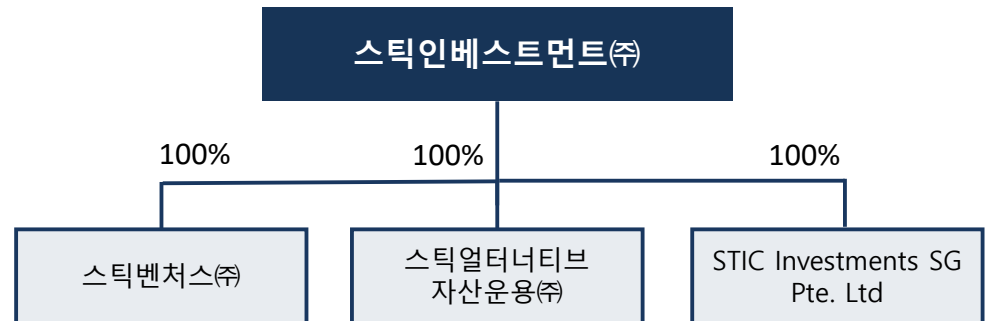 스틱인베스트먼트㈜
100%
100%
100%
스틱벤처스㈜
스틱얼터너티브
자산운용㈜
STIC Investments SG
Pte. Ltd